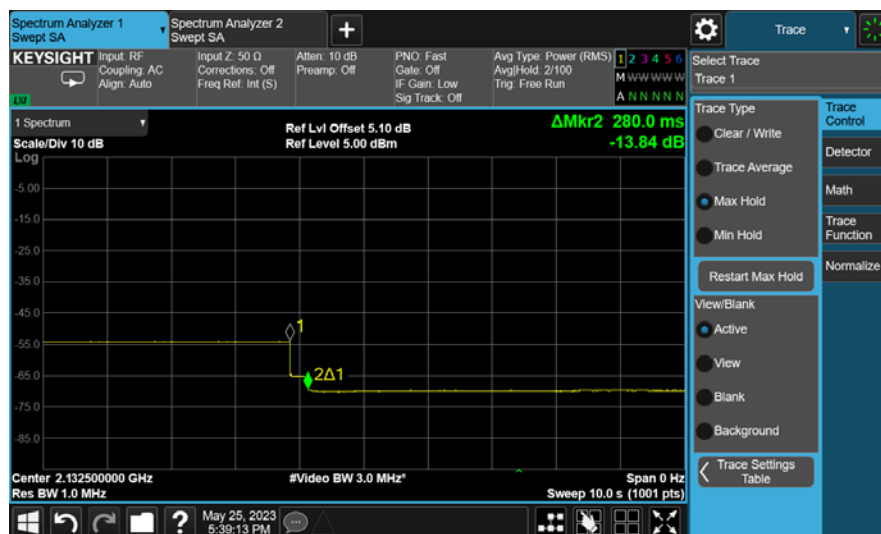 Spectrum Analyzer 1
Swept SA
Spectrum Analyzer 2
Swept SA
+
Trace
KEYSIGHT
Input: RF
Coupling: AC
Align: Auto
Input Z: 50 Ω
Corrections: Off
Freq Ref: Int (S)
Atten: 10 dB
Preamp: Off
PNO: Fast
Gate: Off
IF Gain: Low
Sig Track: Off
Avg Type: Power (RMS)
Avg|Hold: 2/100
Trig: Free Run
1 2 3 4 5 6
M W W W W W
A N N N N N
LVI
Select Trace
Trace 1
1 Spectrum
Scale/Div 10 dB
Log
Ref Lvl Offset 5.10 dB
Ref Level 5.00 dBm
ΔMkr2 280.0 ms
-13.84 dB
-5.00
-15.0
-25.0
-35.0
-45.0
-55.0
-65.0
-75.0
-85.0
1
2Δ1
Center 2.132500000 GHz
Res BW 1.0 MHz
#Video BW 3.0 MHz*
Span 0 Hz
Sweep 10.0 s (1001 pts)
Trace Type
Clear / Write
Trace Average
Max Hold
Min Hold
Restart Max Hold
View/Blank
Active
View
Blank
Background
Trace Settings
Table
Trace
Control
Detector
Math
Trace
Function
Normalize
?
May 25, 2023
5:39:13 PM